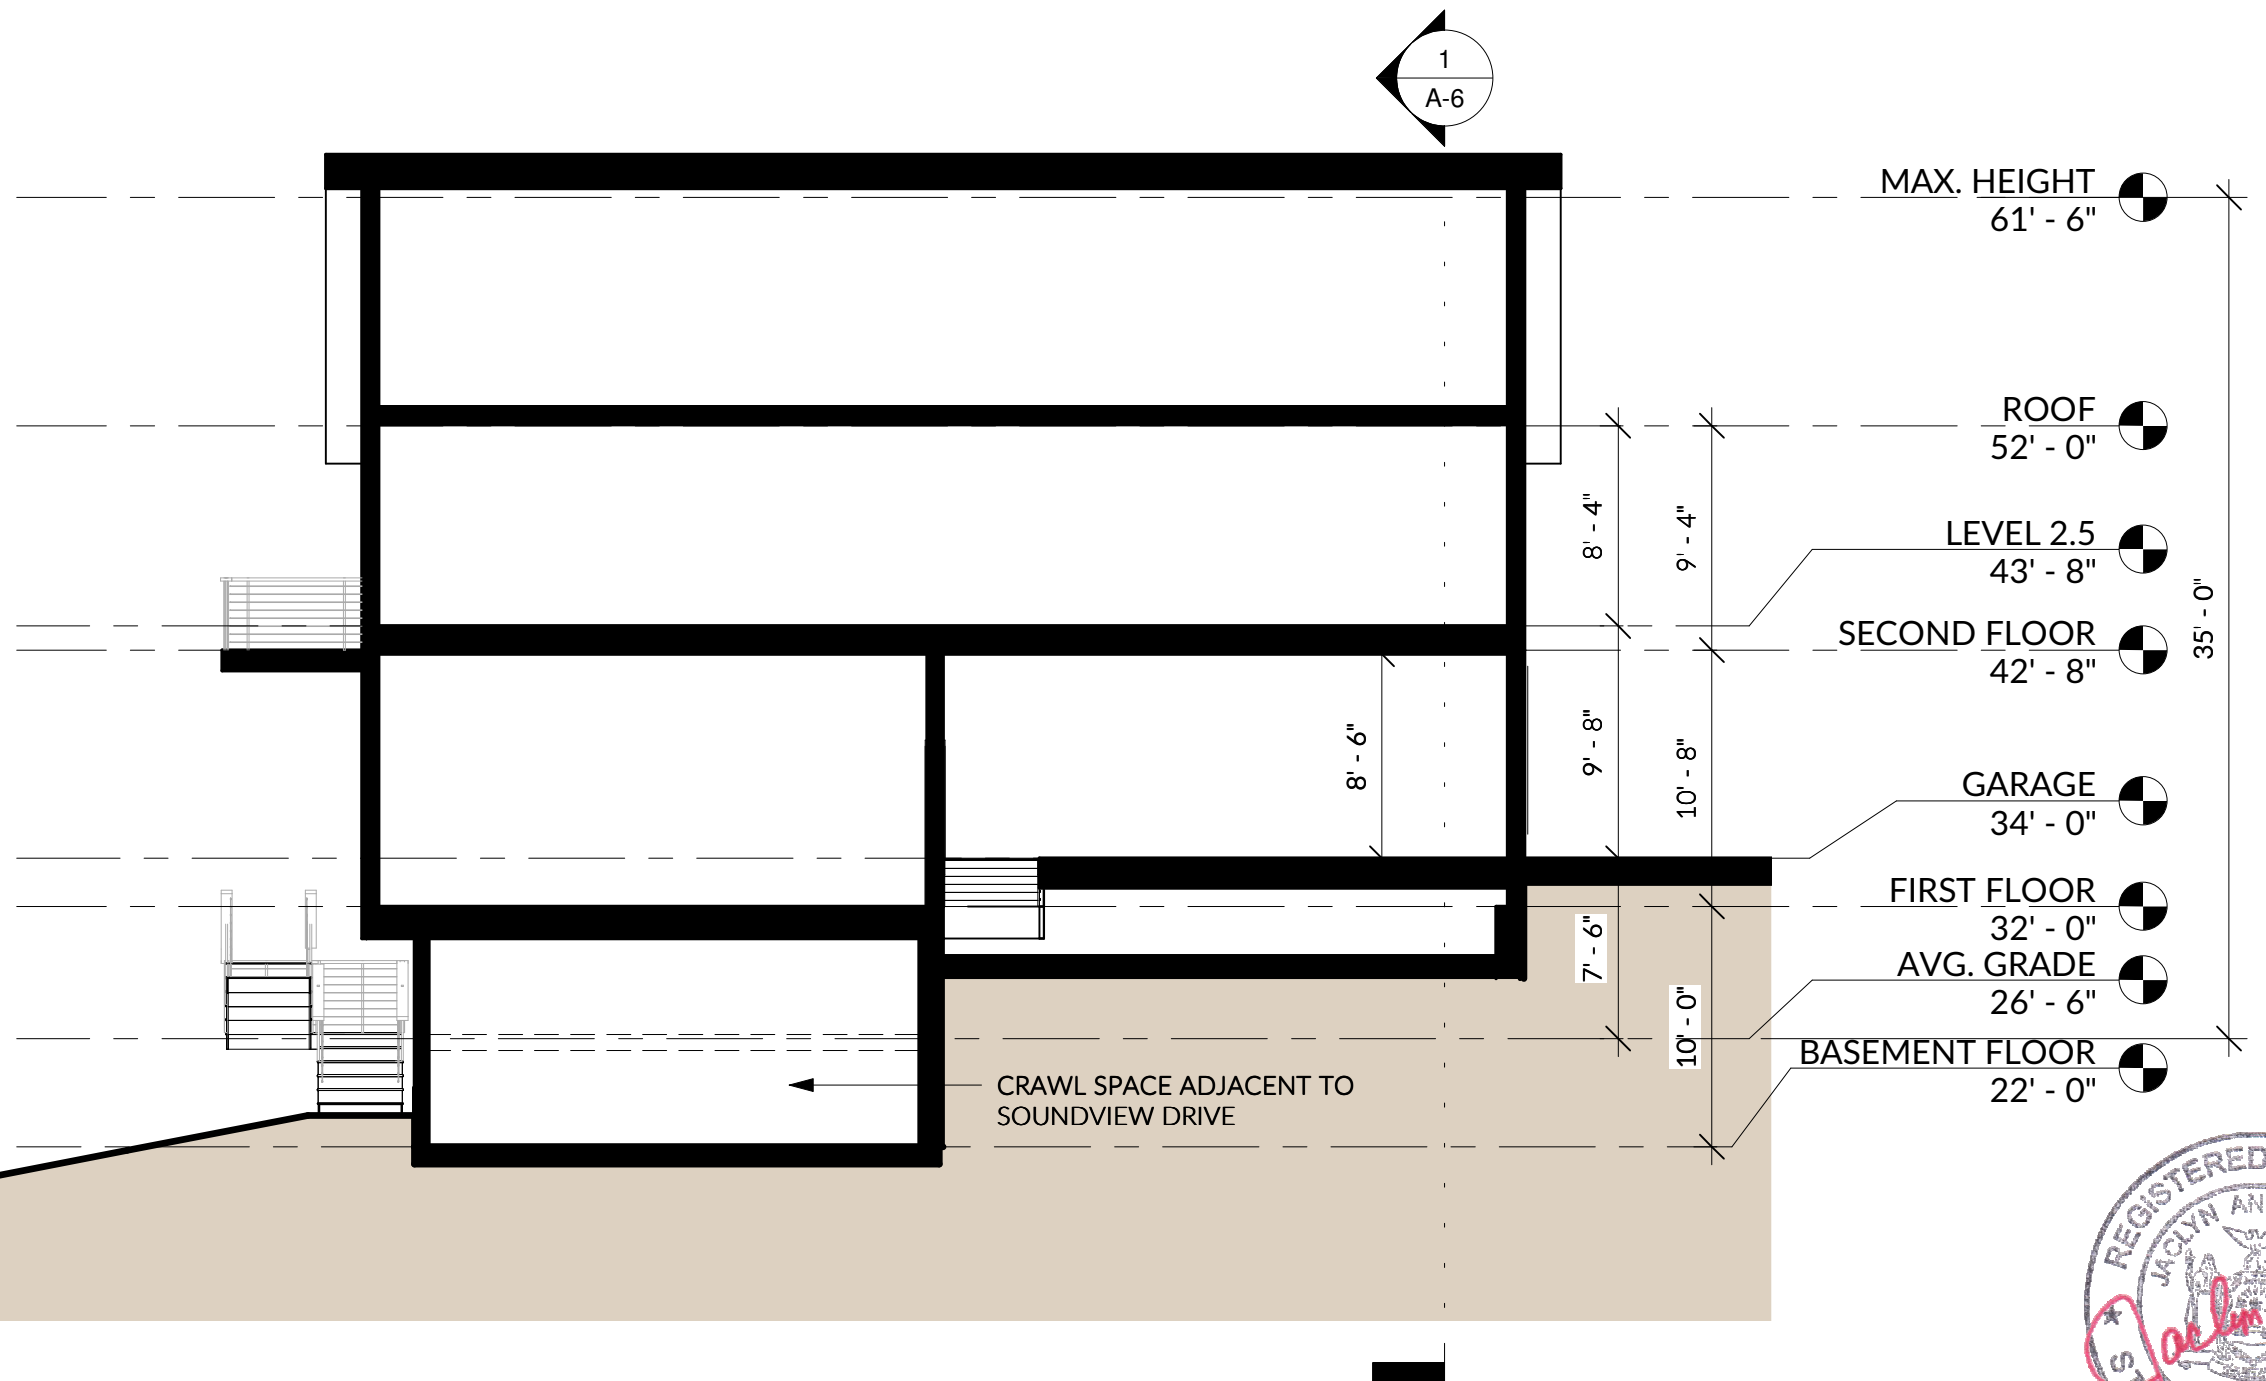 1
A-6
MAX. HEIGHT
61' - 6"
ROOF
52' - 0"
8' - 4"
9' - 4"
LEVEL 2.5
43' - 8"
35' - 0"
SECOND FLOOR
42' - 8"
8' - 6"
9' - 8"
10' - 8"
GARAGE
34' - 0"
FIRST FLOOR
32' - 0"
7' - 6"
AVG. GRADE
26' - 6"
10' - 0"
BASEMENT FLOOR
22' - 0"
CRAWL SPACE ADJACENT TO
SOUNDVIEW DRIVE
REGISTERED
JACLYN AN